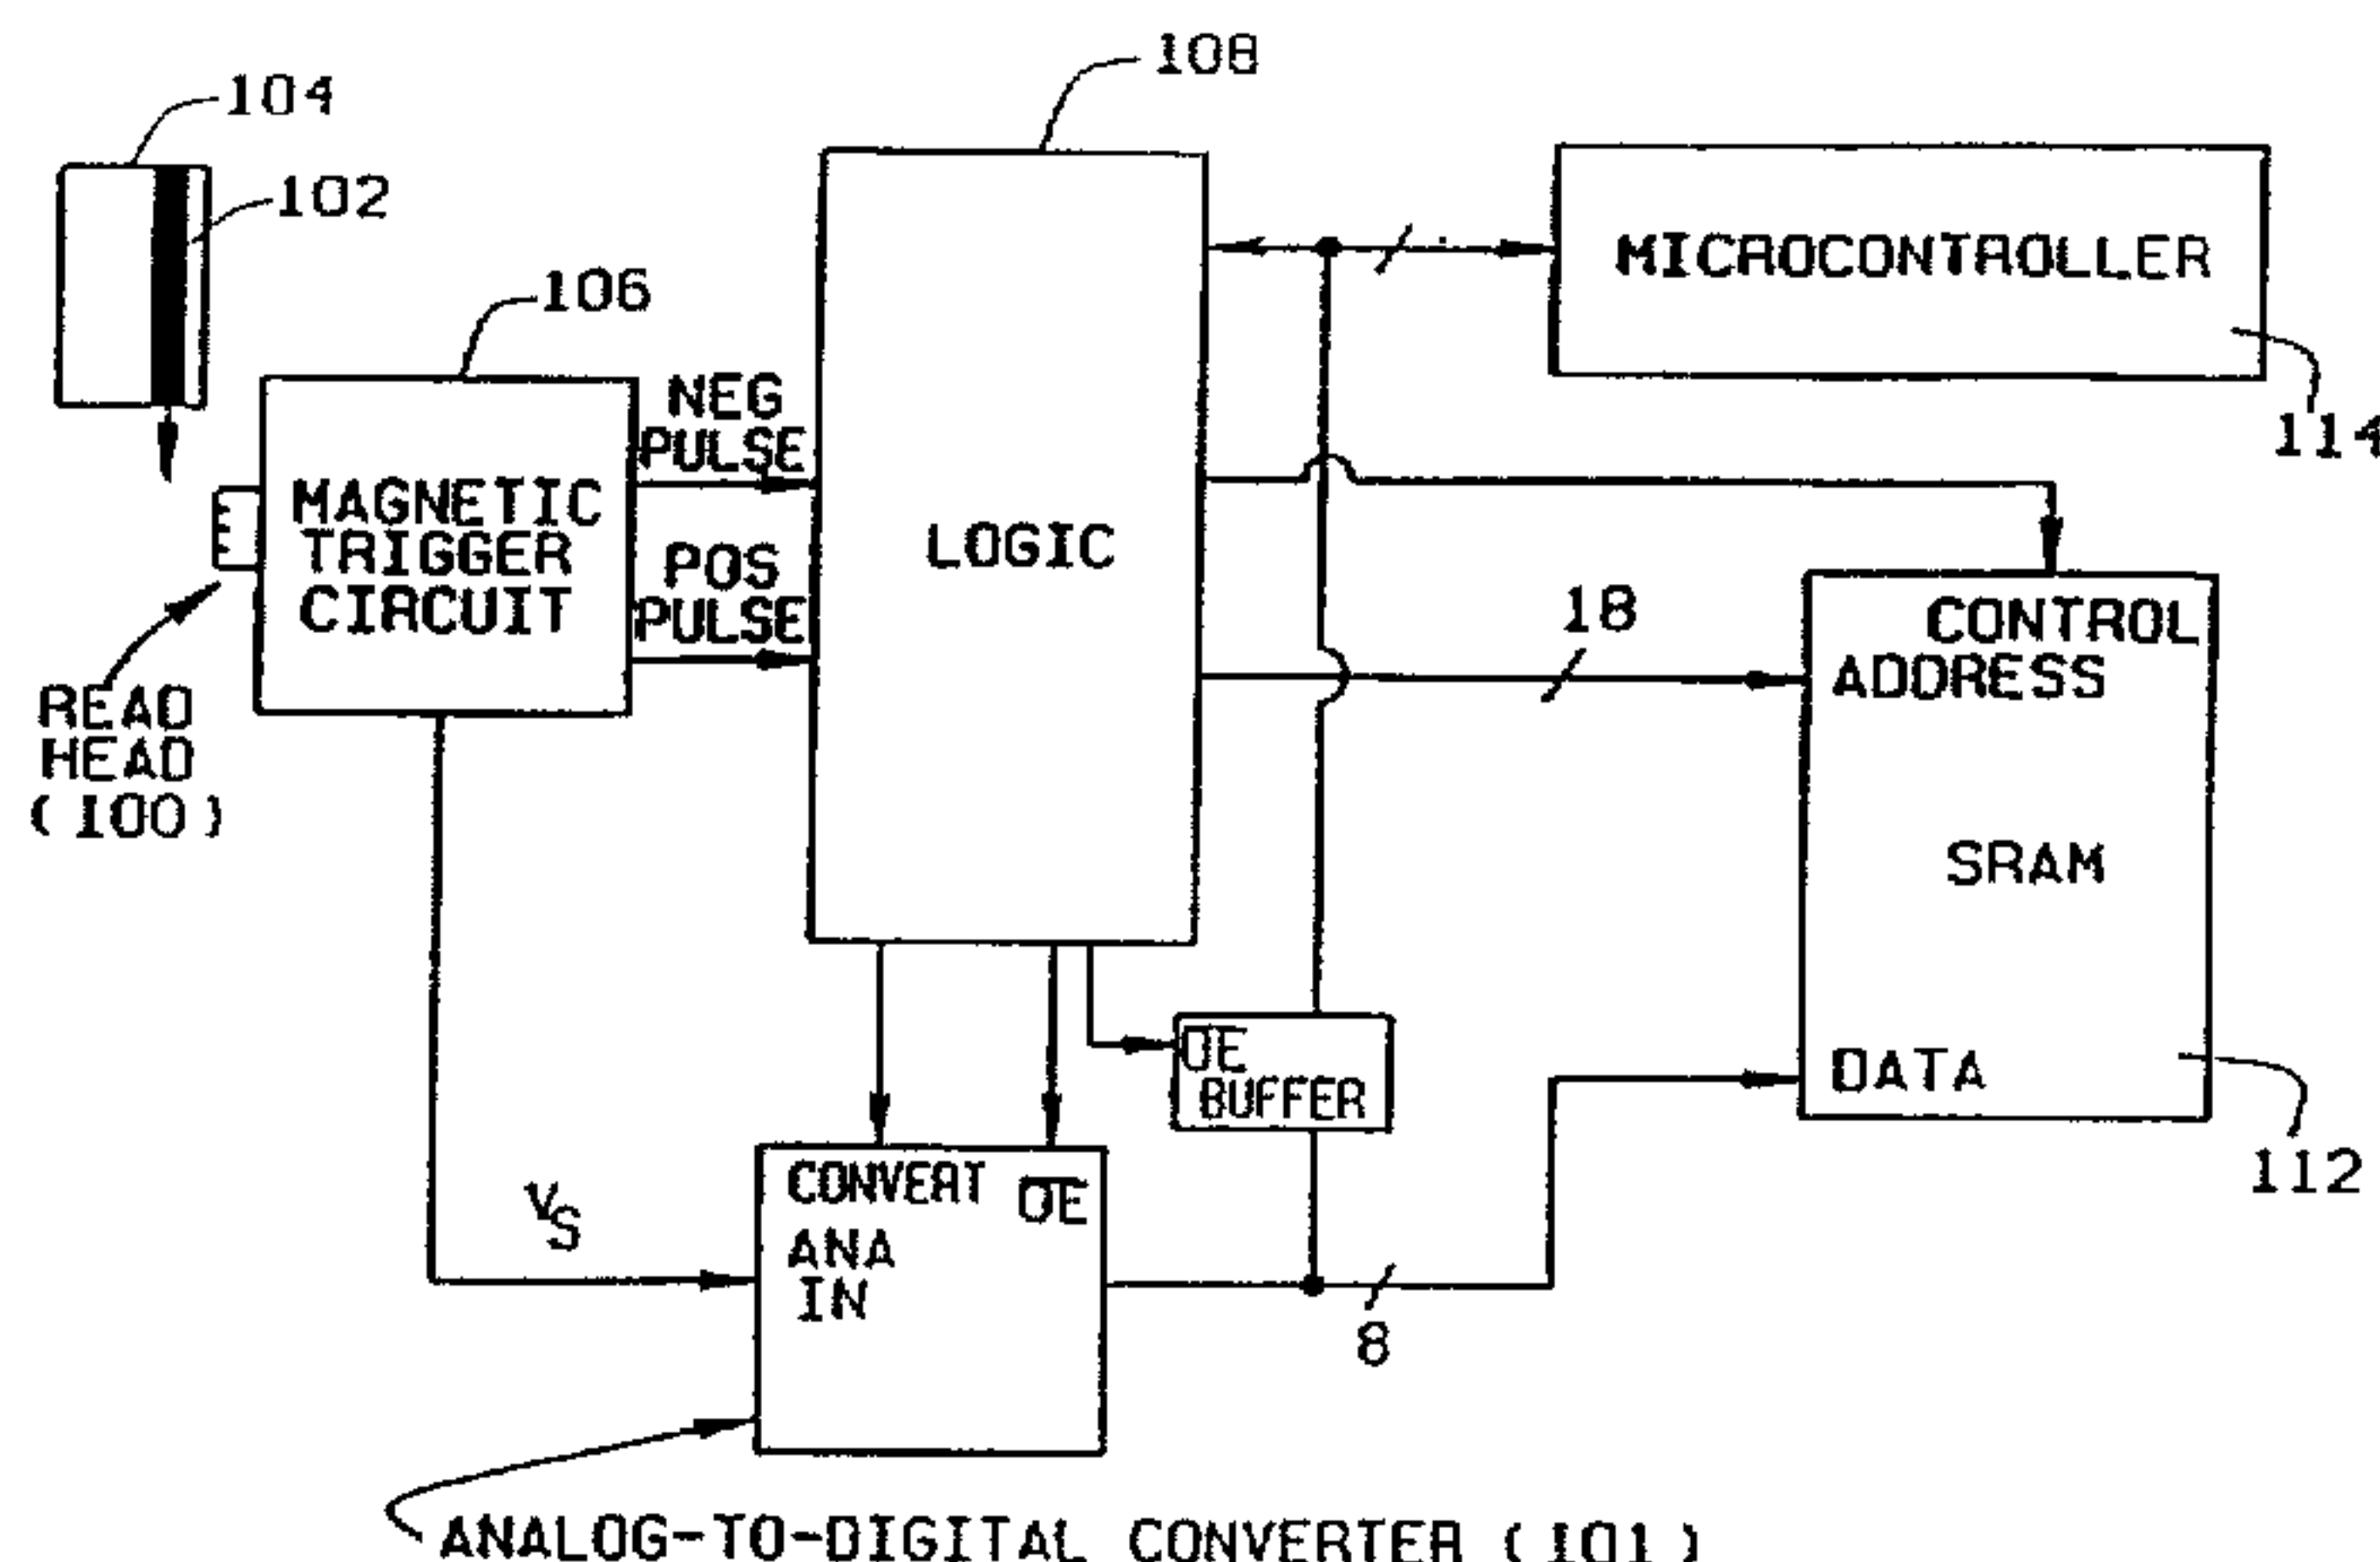 108
104
102
106
NEG
PULSE
POS
PULSE
MAGNETIC
TRIGGER
CIRCUIT
READ
HEAD
(100)
LOGIC
MICROCONTROLLER
114
18
CONTROL
ADDRESS
SRAM
DATA
112
OE
BUFFER
CONVERT
OE
ANA
IN
VS
8
ANALOG-TO-DIGITAL CONVERTER (101)